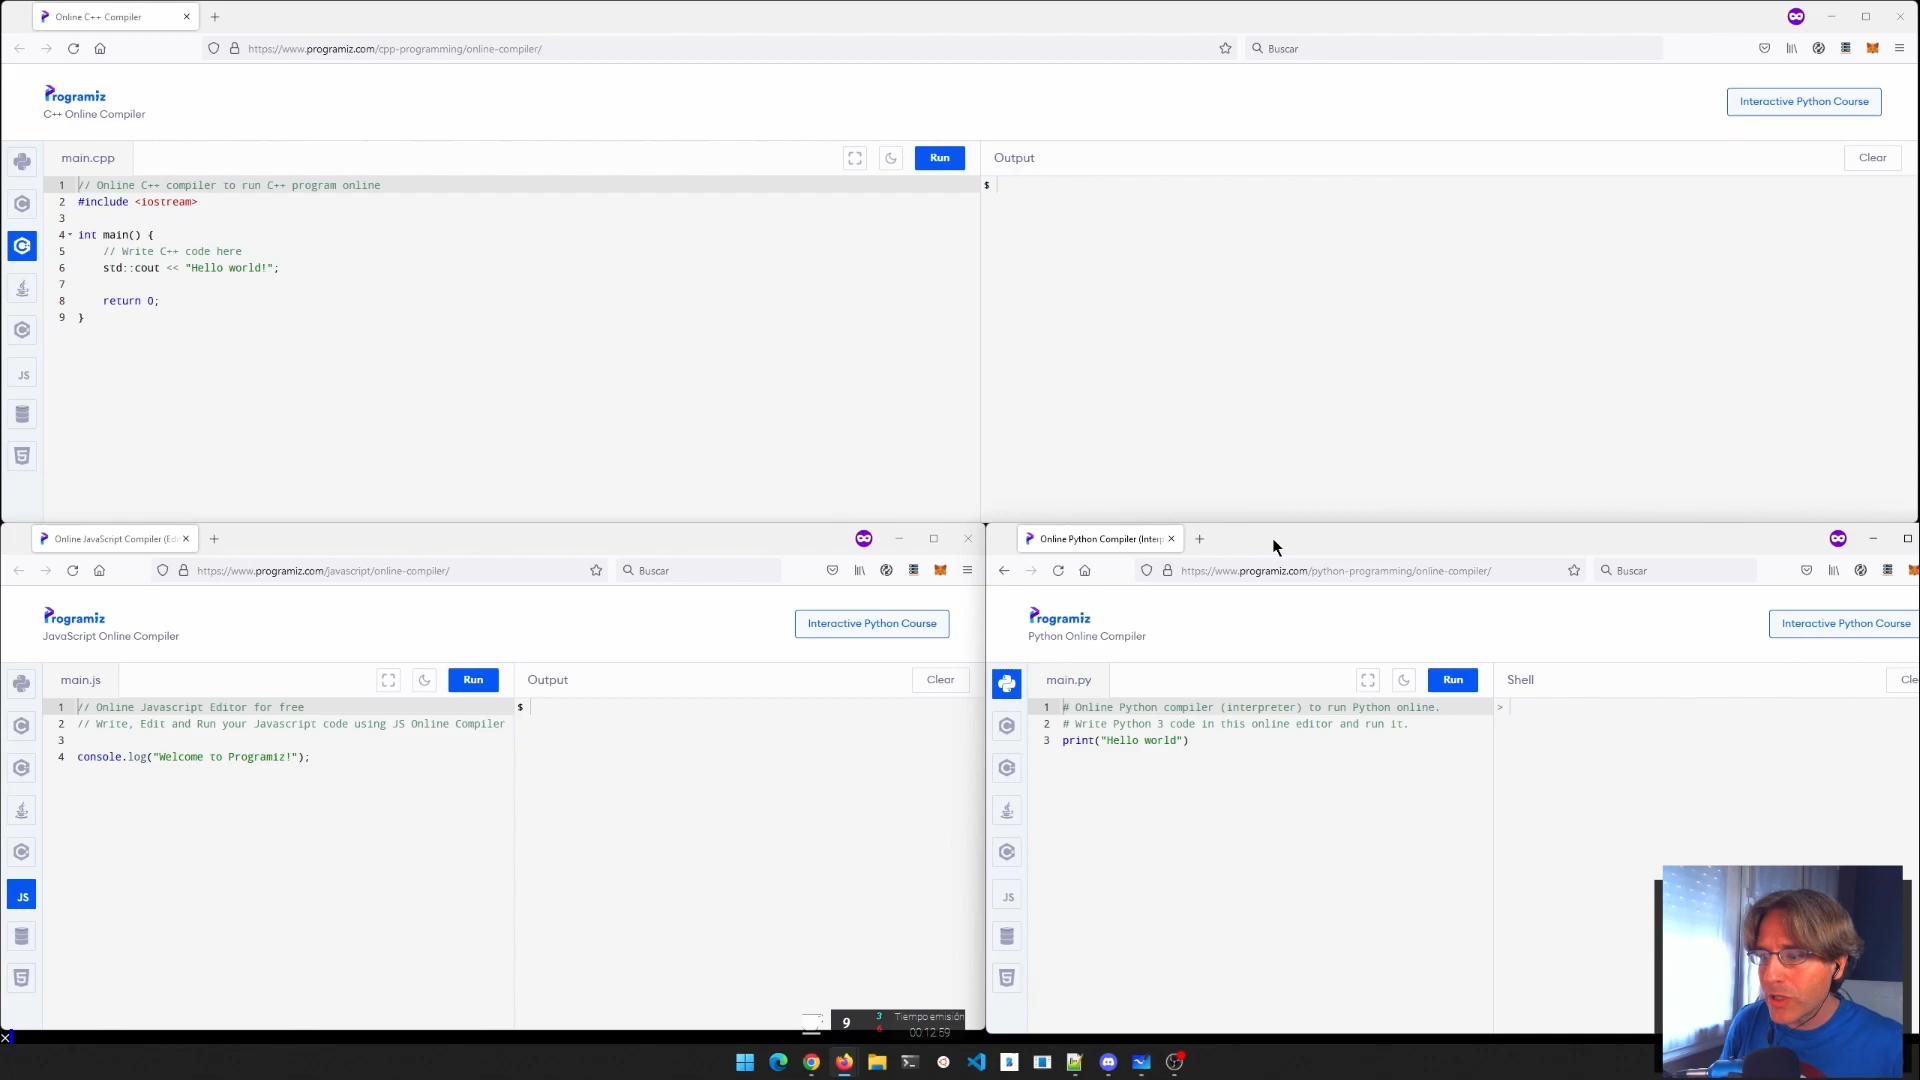 Online C++ Compiler
https://www.programiz.com/cpp-programming/online-compiler/
Buscar
Programiz
C++ Online Compiler
Interactive Python Course
main.cpp
Run
Output
Clear
1 // Online C++ compiler to run C++ program online
2 #include <iostream>
3
4 int main() {
5 // Write C++ code here
6 std::cout << "Hello world!";
7
8 return 0;
9 }
$
JS
Online JavaScript Compiler (Edi
https://www.programiz.com/javascript/online-compiler/
Buscar
Programiz
JavaScript Online Compiler
Interactive Python Course
main.js
Run
Output
Clear
1 // Online Javascript Editor for free
2 // Write, Edit and Run your Javascript code using JS Online Compiler
3
4 console.log("Welcome to Programiz!");
$
JS
Online Python Compiler (Interp
https://www.programiz.com/python-programming/online-compiler/
Buscar
Programiz
Python Online Compiler
Interactive Python Course
main.py
Run
Shell
Cle
1 # Online Python compiler (interpreter) to run Python online.
2 # Write Python 3 code in this online editor and run it.
3 print("Hello world")
>
JS
9
3
6
Tiempo emisión
00:12:59